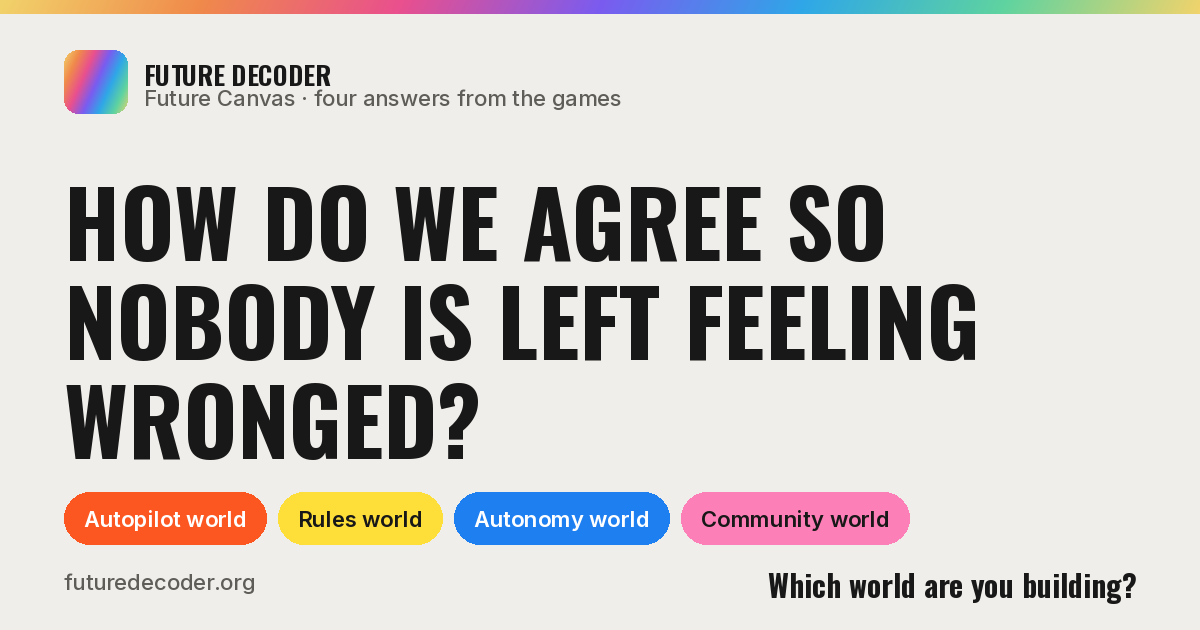 FUTURE DECODER
Future Canvas · four answers from the games
HOW DO WE AGREE SO
NOBODY IS LEFT FEELING
WRONGED?
Autopilot world
Rules world
Autonomy world
Community world
futuredecoder.org
Which world are you building?